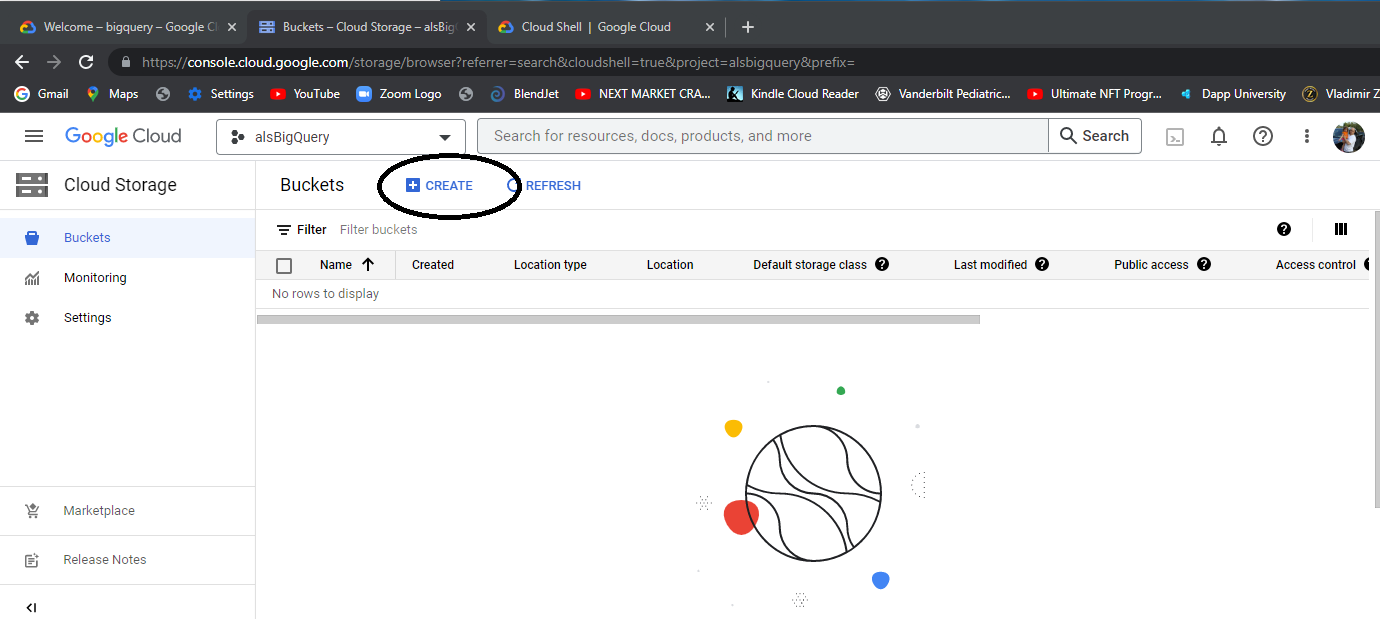 Welcome – bigquery – Google Cl
Buckets – Cloud Storage – alsBigQ
Cloud Shell | Google Cloud
https://console.cloud.google.com/storage/browser?referrer=search&cloudshell=true&project=alsbigquery&prefix=
Gmail Maps Settings YouTube Zoom Logo BlendJet NEXT MARKET CRA... Kindle Cloud Reader Vanderbilt Pediatric... Ultimate NFT Progr... Dapp University Vladimir Z
Google Cloud alsBigQuery Search for resources, docs, products, and more Search
Cloud Storage Buckets CREATE REFRESH
Buckets
Monitoring
Settings
Marketplace
Release Notes
Filter Filter buckets
Name Created Location type Location Default storage class Last modified Public access Access control
No rows to display